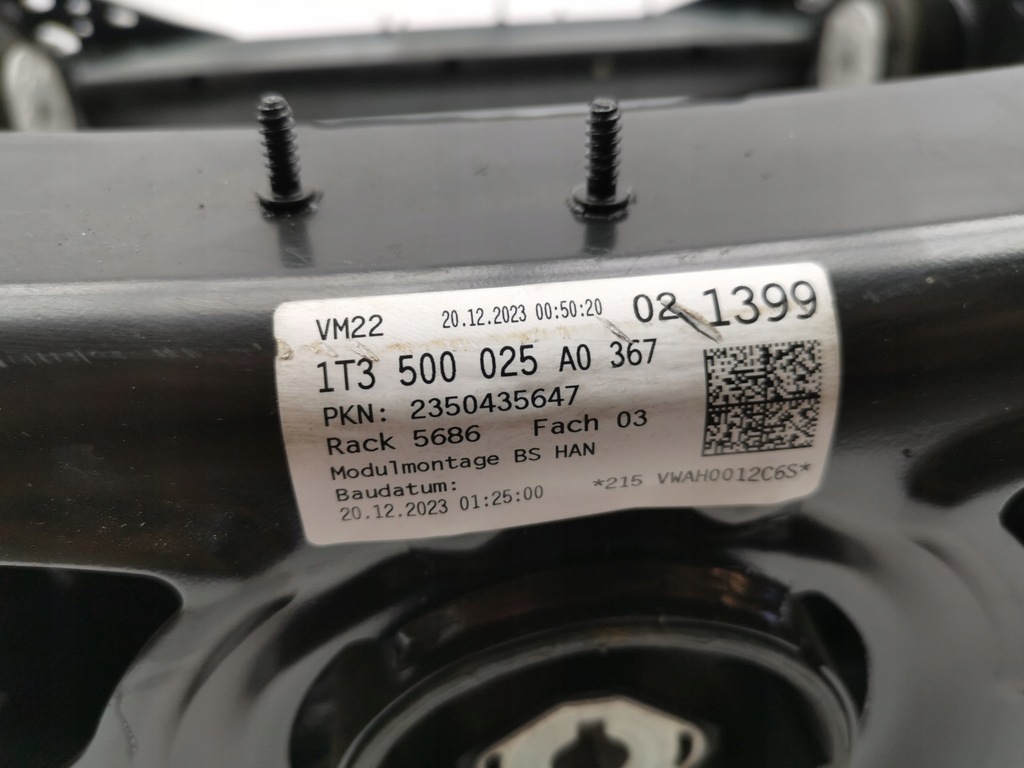 VM22 20.12.2023 00:50:20 02 1399
1T3 500 025 A0 367
PKN: 2350435647
Rack 5686 Fach 03
Modulmontage BS HAN
Baudatum:
20.12.2023 01:25:00 *215 VWAH0012C6S*